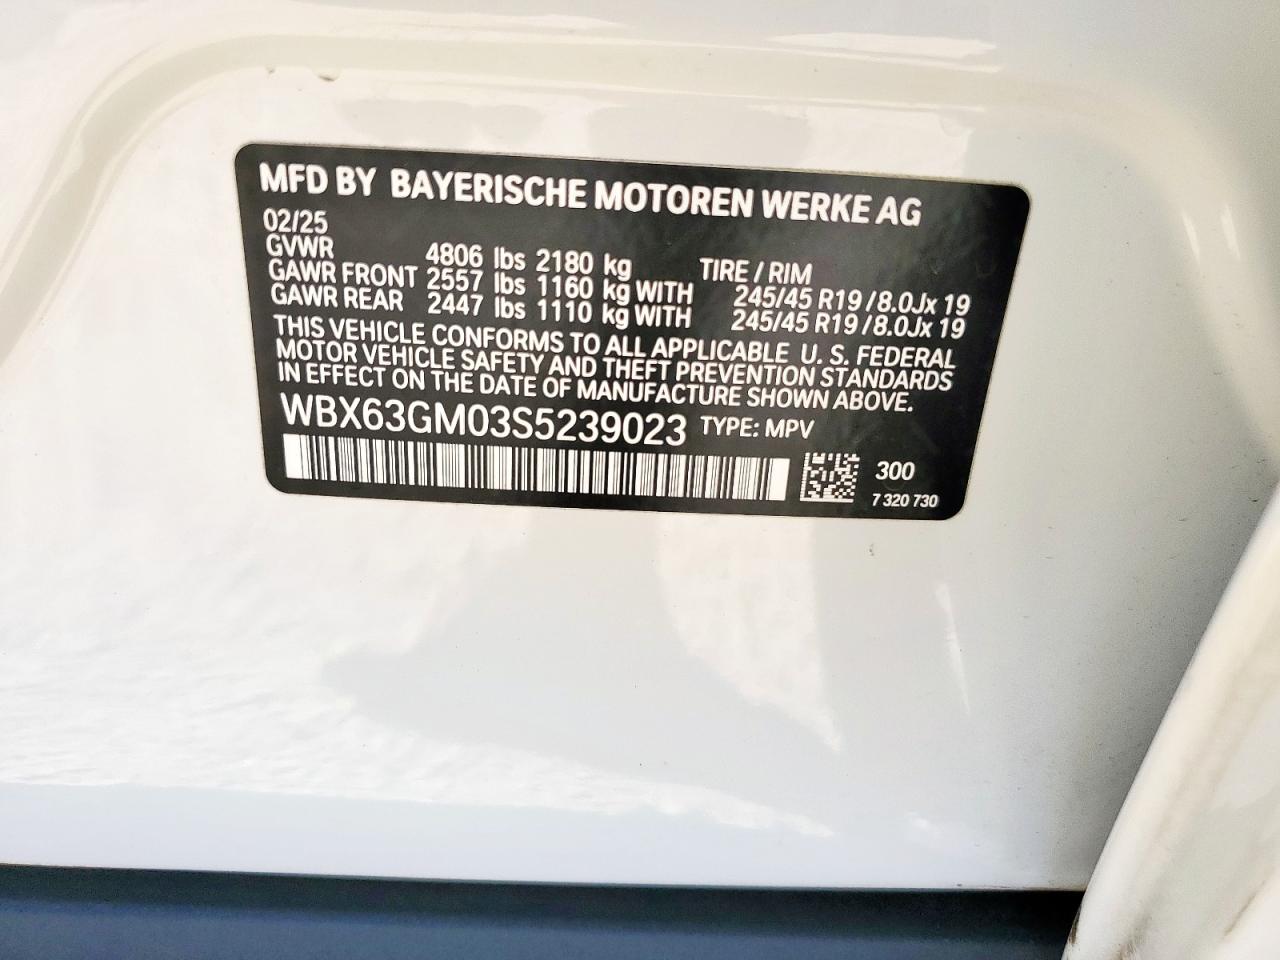 MFD BY BAYERISCHE MOTOREN WERKE AG
02/25
GVWR 4806 lbs 2180 kg TIRE / RIM
GAWR FRONT 2557 lbs 1160 kg WITH 245/45 R19 / 8.0Jx 19
GAWR REAR 2447 lbs 1110 kg WITH 245/45 R19 / 8.0Jx 19
THIS VEHICLE CONFORMS TO ALL APPLICABLE U. S. FEDERAL
MOTOR VEHICLE SAFETY AND THEFT PREVENTION STANDARDS
IN EFFECT ON THE DATE OF MANUFACTURE SHOWN ABOVE.
WBX63GM03S5239023 TYPE: MPV
300
7 320 730